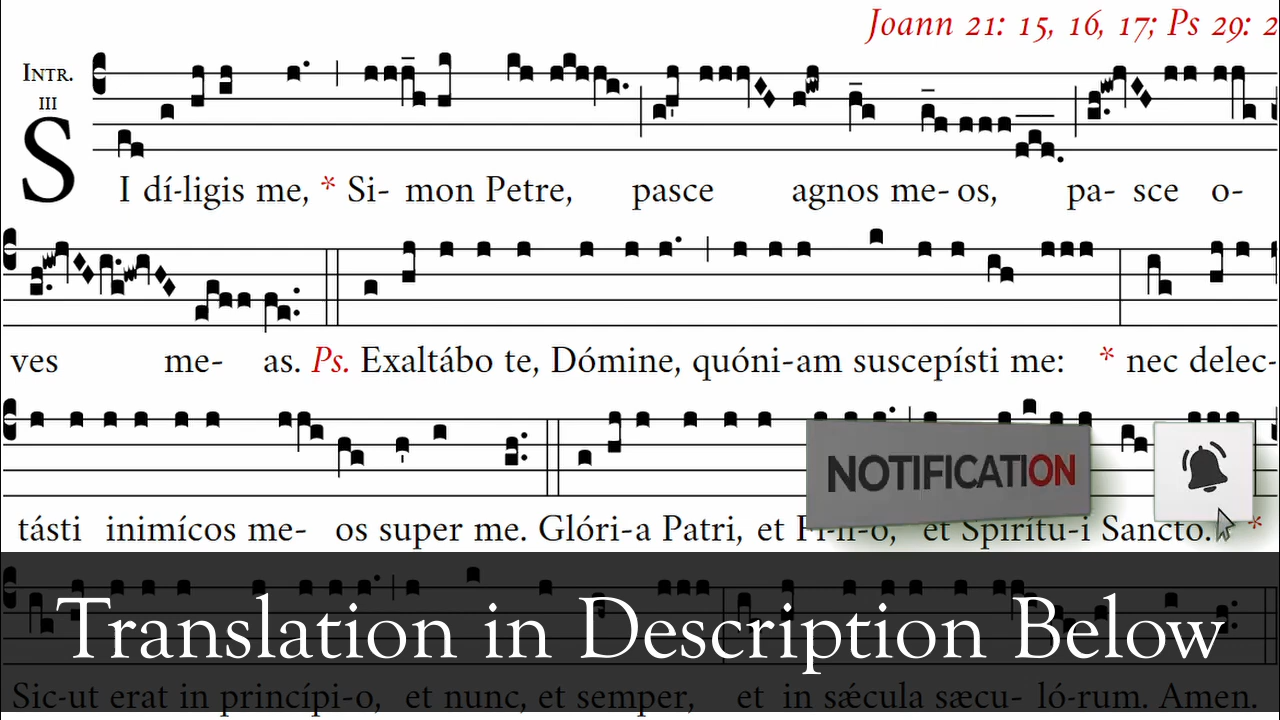 Joann 21: 15, 16, 17; Ps 29: 2
Intr.
III
SI dí-ligis me, * Si- mon Petre, pasce agnos me- os, pa- sce o-
ves me- as. Ps. Exaltábo te, Dómine, quóni-am suscepísti me: * nec delec-
tásti inimícos me- os super me. Glóri-a Patri, et Fí-li-o, et Spirítu-i Sancto. *
NOTIFICATION
Translation in Description Below
Sic-ut erat in princípi-o, et nunc, et semper, et in sǽcula sæcu- ló-rum. Amen.